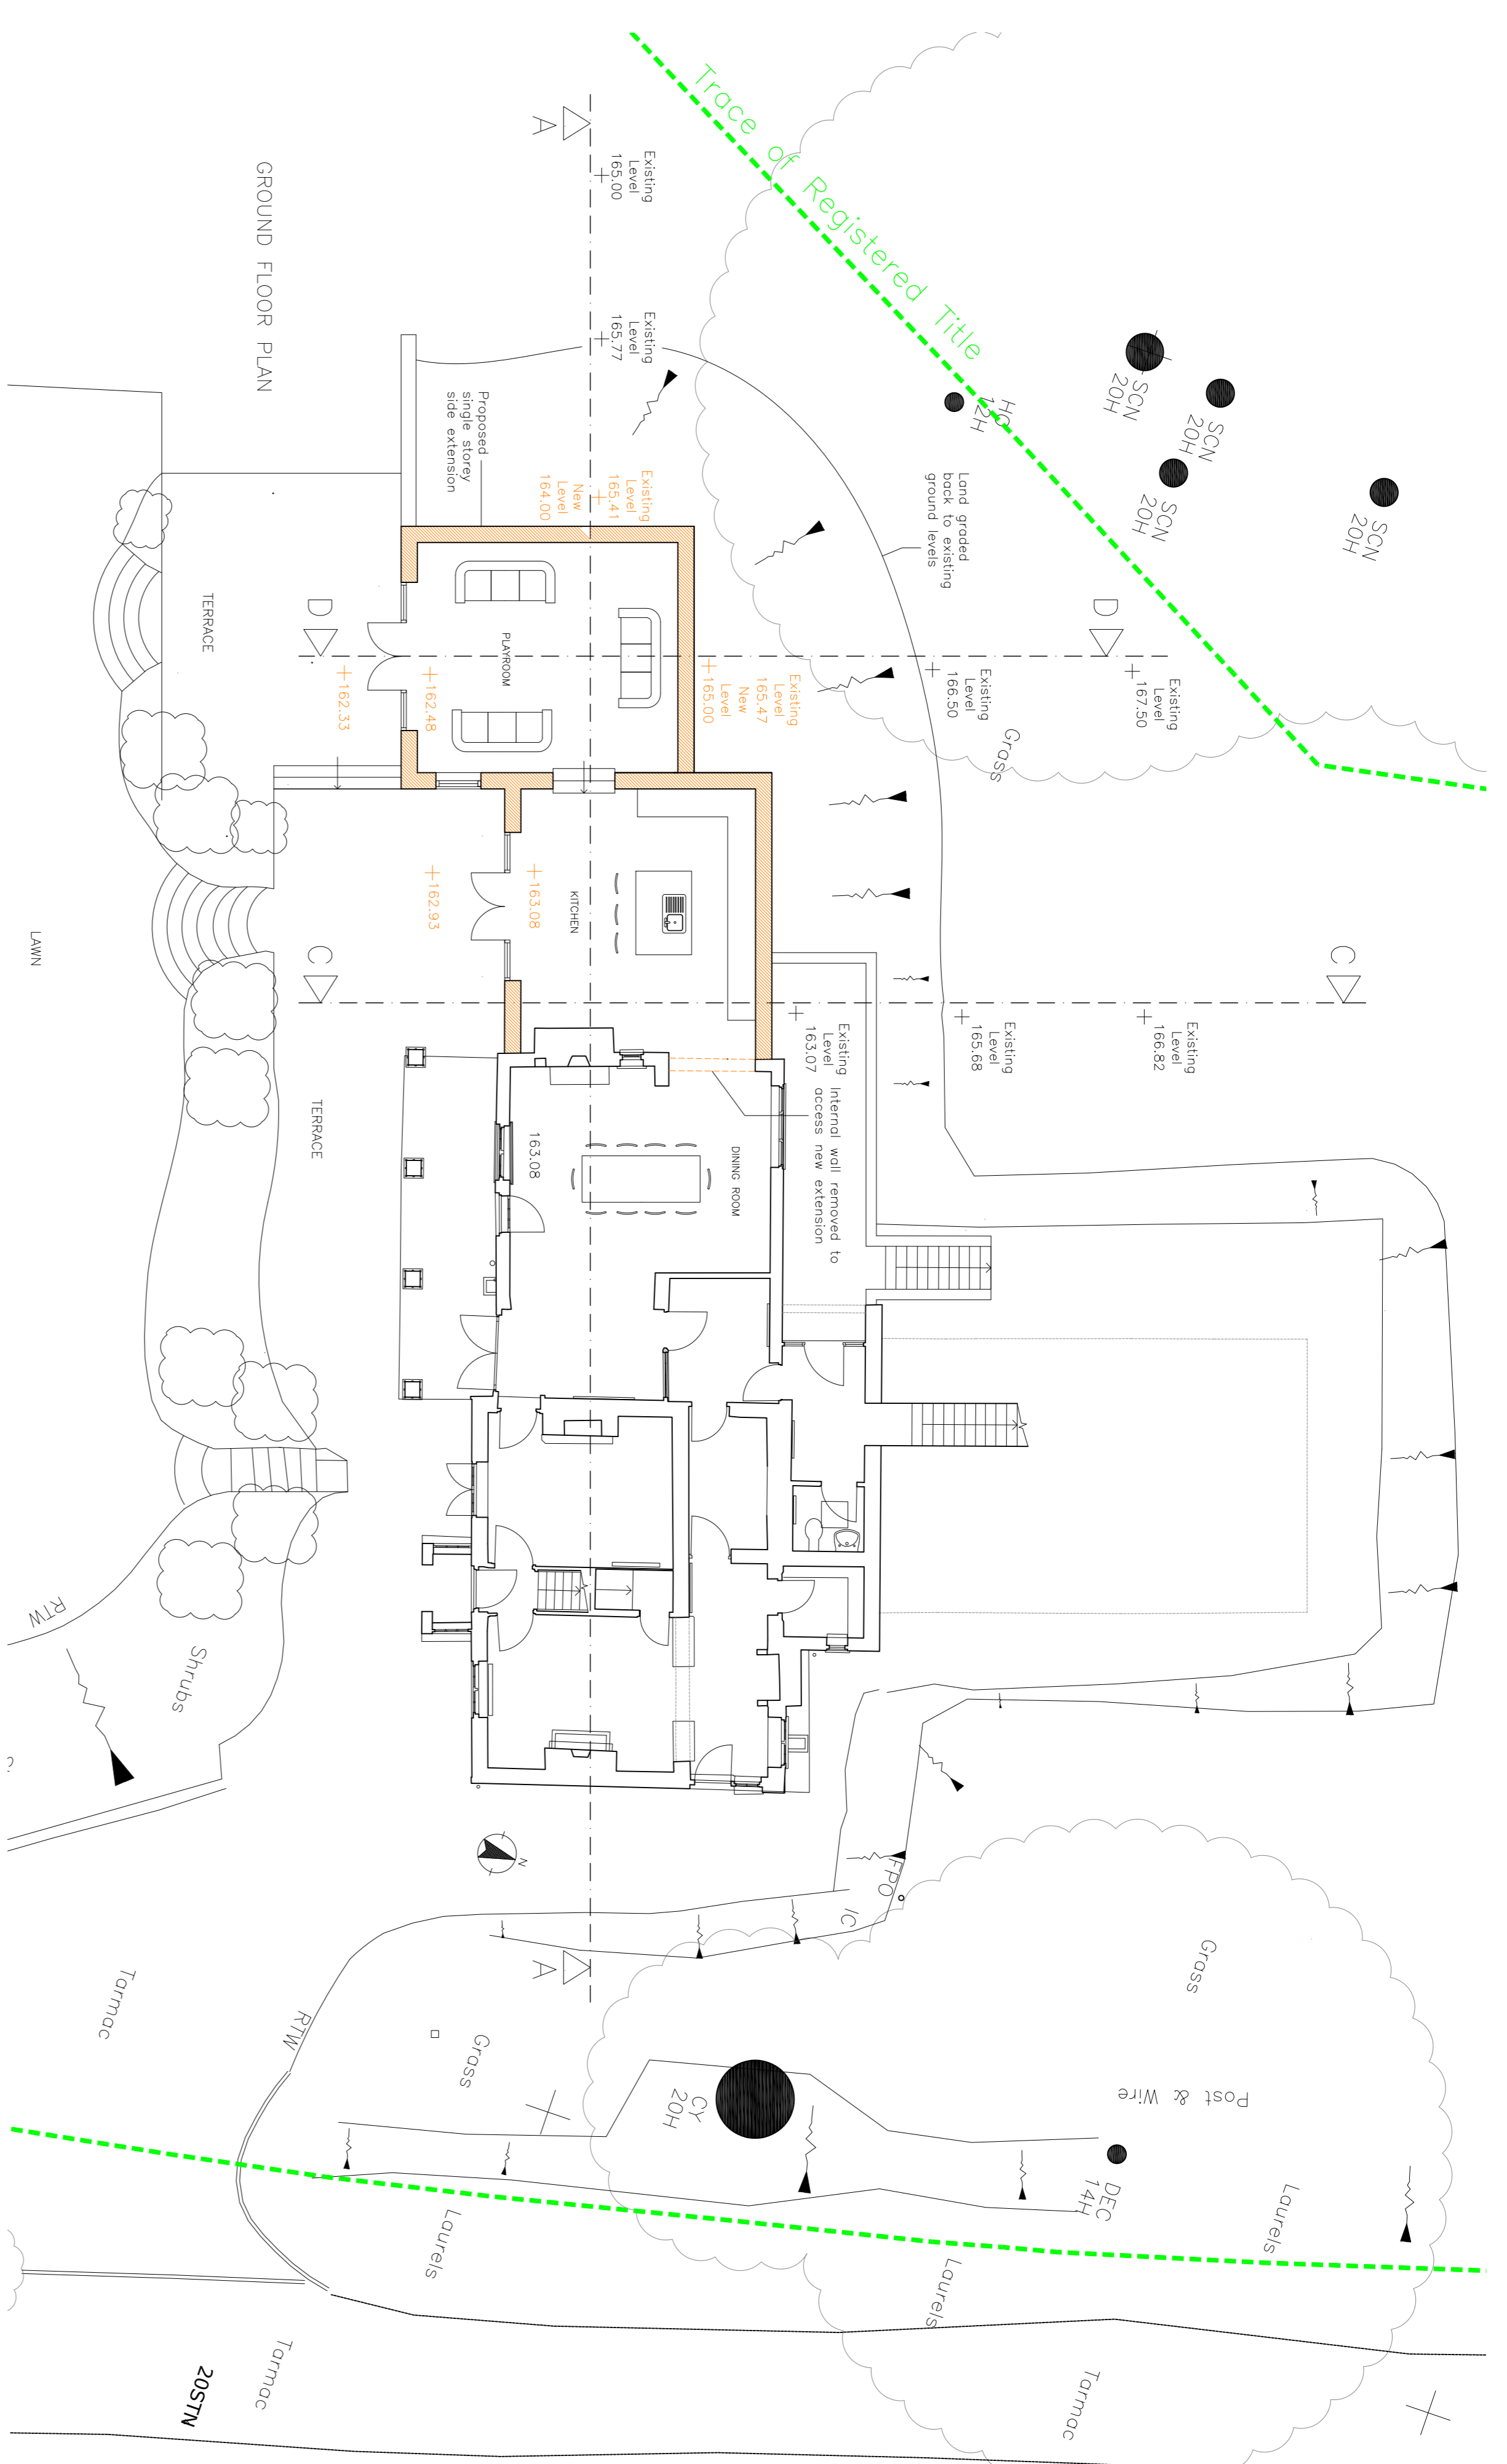 Trace of Registered Title
SCN
20H
SCN
20H
SCN
20H
SCN
20H
HO
12H
A
Existing
Level
165.00
Existing
Level
165.77
GROUND FLOOR PLAN
Proposed
single storey
side extension
Existing
Level
165.41
New
Level
164.00
Land graded
back to existing
ground levels
D
D
Existing
Level
167.50
Existing
Level
166.50
Grass
Existing
Level
165.47
New
Level
165.00
PLAYROOM
162.48
162.33
TERRACE
KITCHEN
163.08
162.93
LAWN
C
C
Existing
Level
166.82
Existing
Level
165.68
Existing
Level
163.07
Internal wall removed to
access new extension
DINING ROOM
163.08
TERRACE
RTW
Shrubs
N
A
FPO
IC
Grass
Post & Wire
CY
20H
DEC
14H
Grass
RTW
Tarmac
Laurels
Laurels
Laurels
Tarmac
Tarmac
20STN